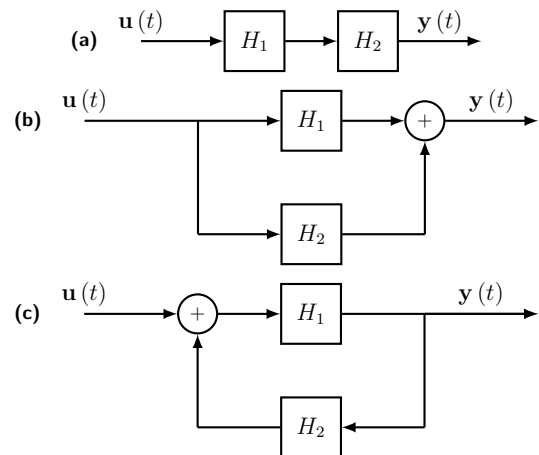 u (t) y (t)
(a) H₁ H₂
u (t) y (t)
(b) H₁ +
H₂
u (t) y (t)
(c) + H₁
H₂